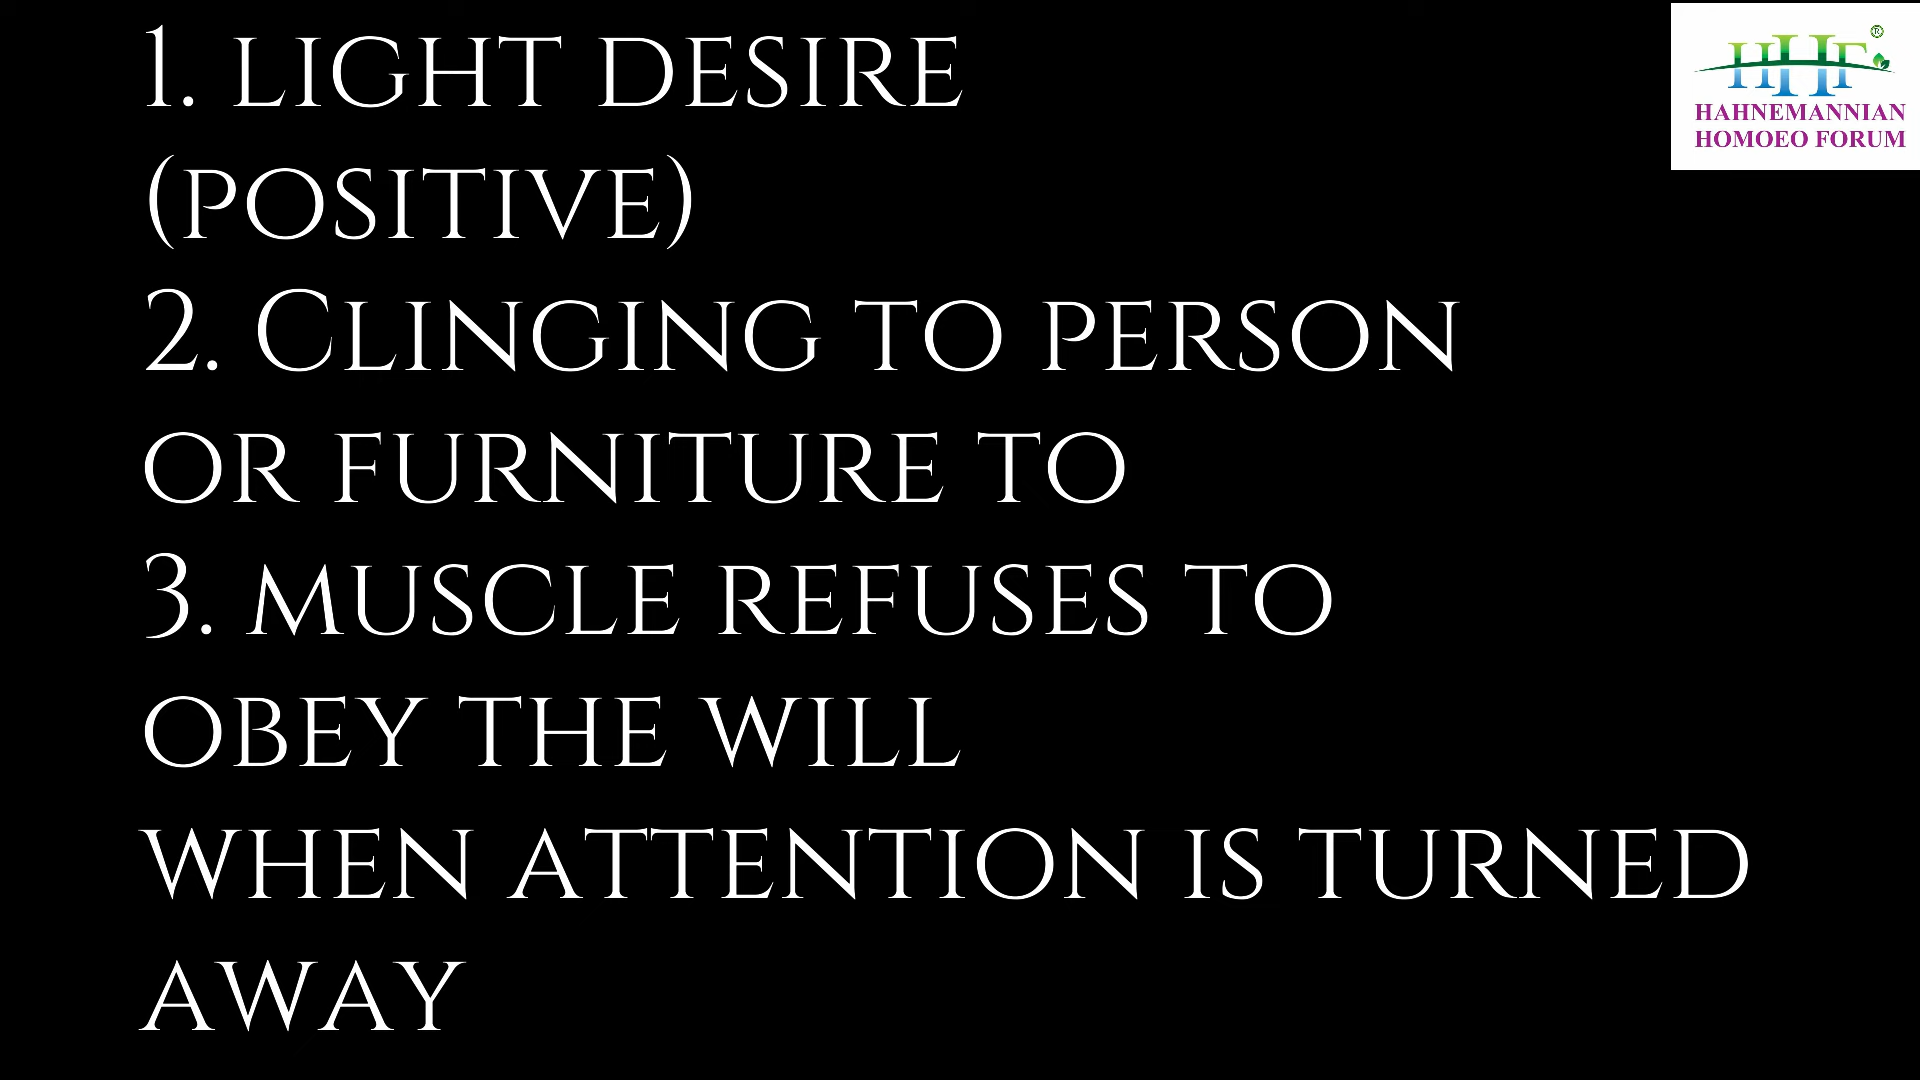 1. LIGHT DESIRE
(POSITIVE)
2. CLINGING TO PERSON
OR FURNITURE TO
3. MUSCLE REFUSES TO
OBEY THE WILL
WHEN ATTENTION IS TURNED
AWAY
HHF®
HAHNEMANNIAN
HOMOEO FORUM